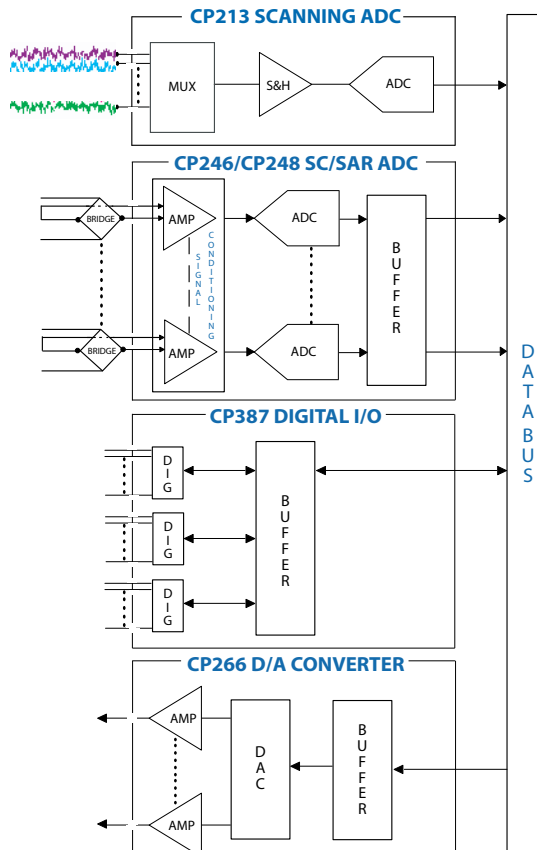 CP213 SCANNING ADC
MUX
S&H
ADC
CP246/CP248 SC/SAR ADC
BRIDGE
AMP
SIGNAL
CONDITIONING
ADC
BUFFER
BRIDGE
AMP
ADC
DATA BUS
CP387 DIGITAL I/O
DIG
DIG
DIG
BUFFER
CP266 D/A CONVERTER
AMP
DAC
BUFFER
AMP